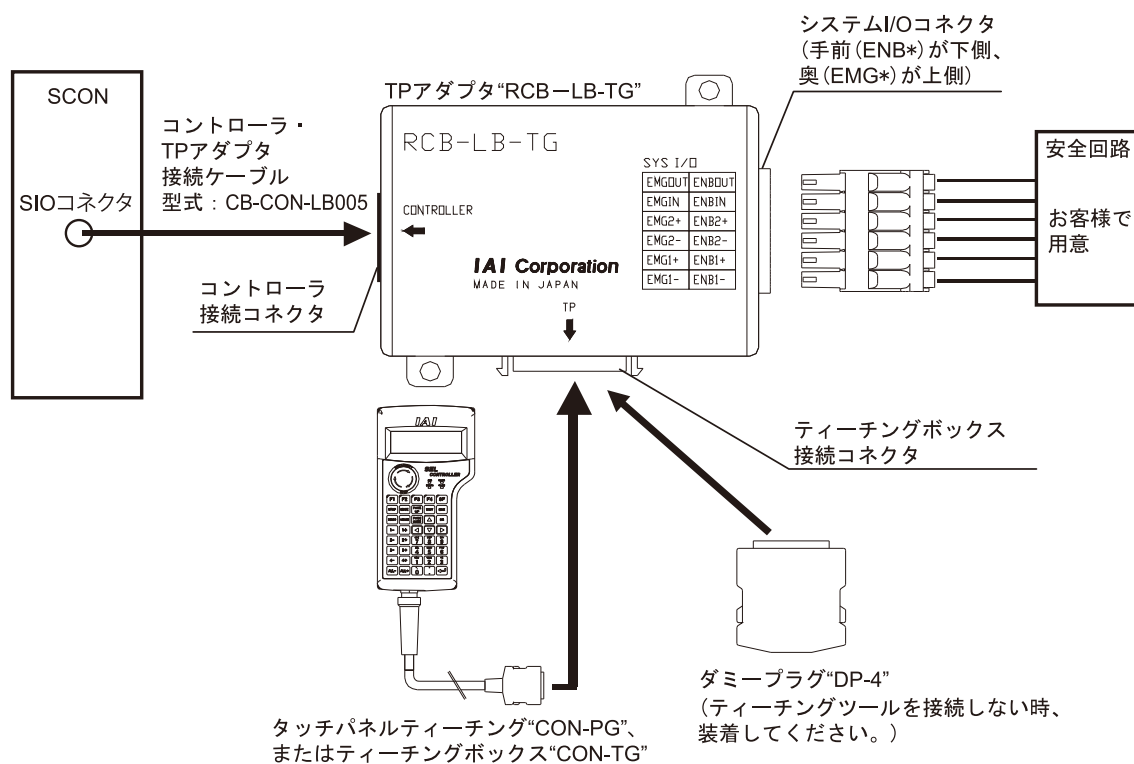 システムI/Oコネクタ
(手前(ENB*)が下側、
奥(EMG*)が上側)
SCON
TPアダプタ“RCB－LB-TG”
コントローラ・
TPアダプタ
接続ケーブル
型式：CB-CON-LB005
SIOコネクタ
RCB-LB-TG
CONTROLLER
SYS I/O
EMGOUT ENBOUT
EMGIN ENBIN
EMG2+ ENB2+
EMG2- ENB2-
EMG1+ ENB1+
EMG1- ENB1-
IAI Corporation
MADE IN JAPAN
TP
安全回路
お客様で
用意
コントローラ
接続コネクタ
ティーチングボックス
接続コネクタ
IAI
SEL
CONTROLLER
F1 F2 F3 F4
ダミープラグ“DP-4”
(ティーチングツールを接続しない時、
装着してください。)
タッチパネルティーチング“CON-PG”、
またはティーチングボックス“CON-TG”